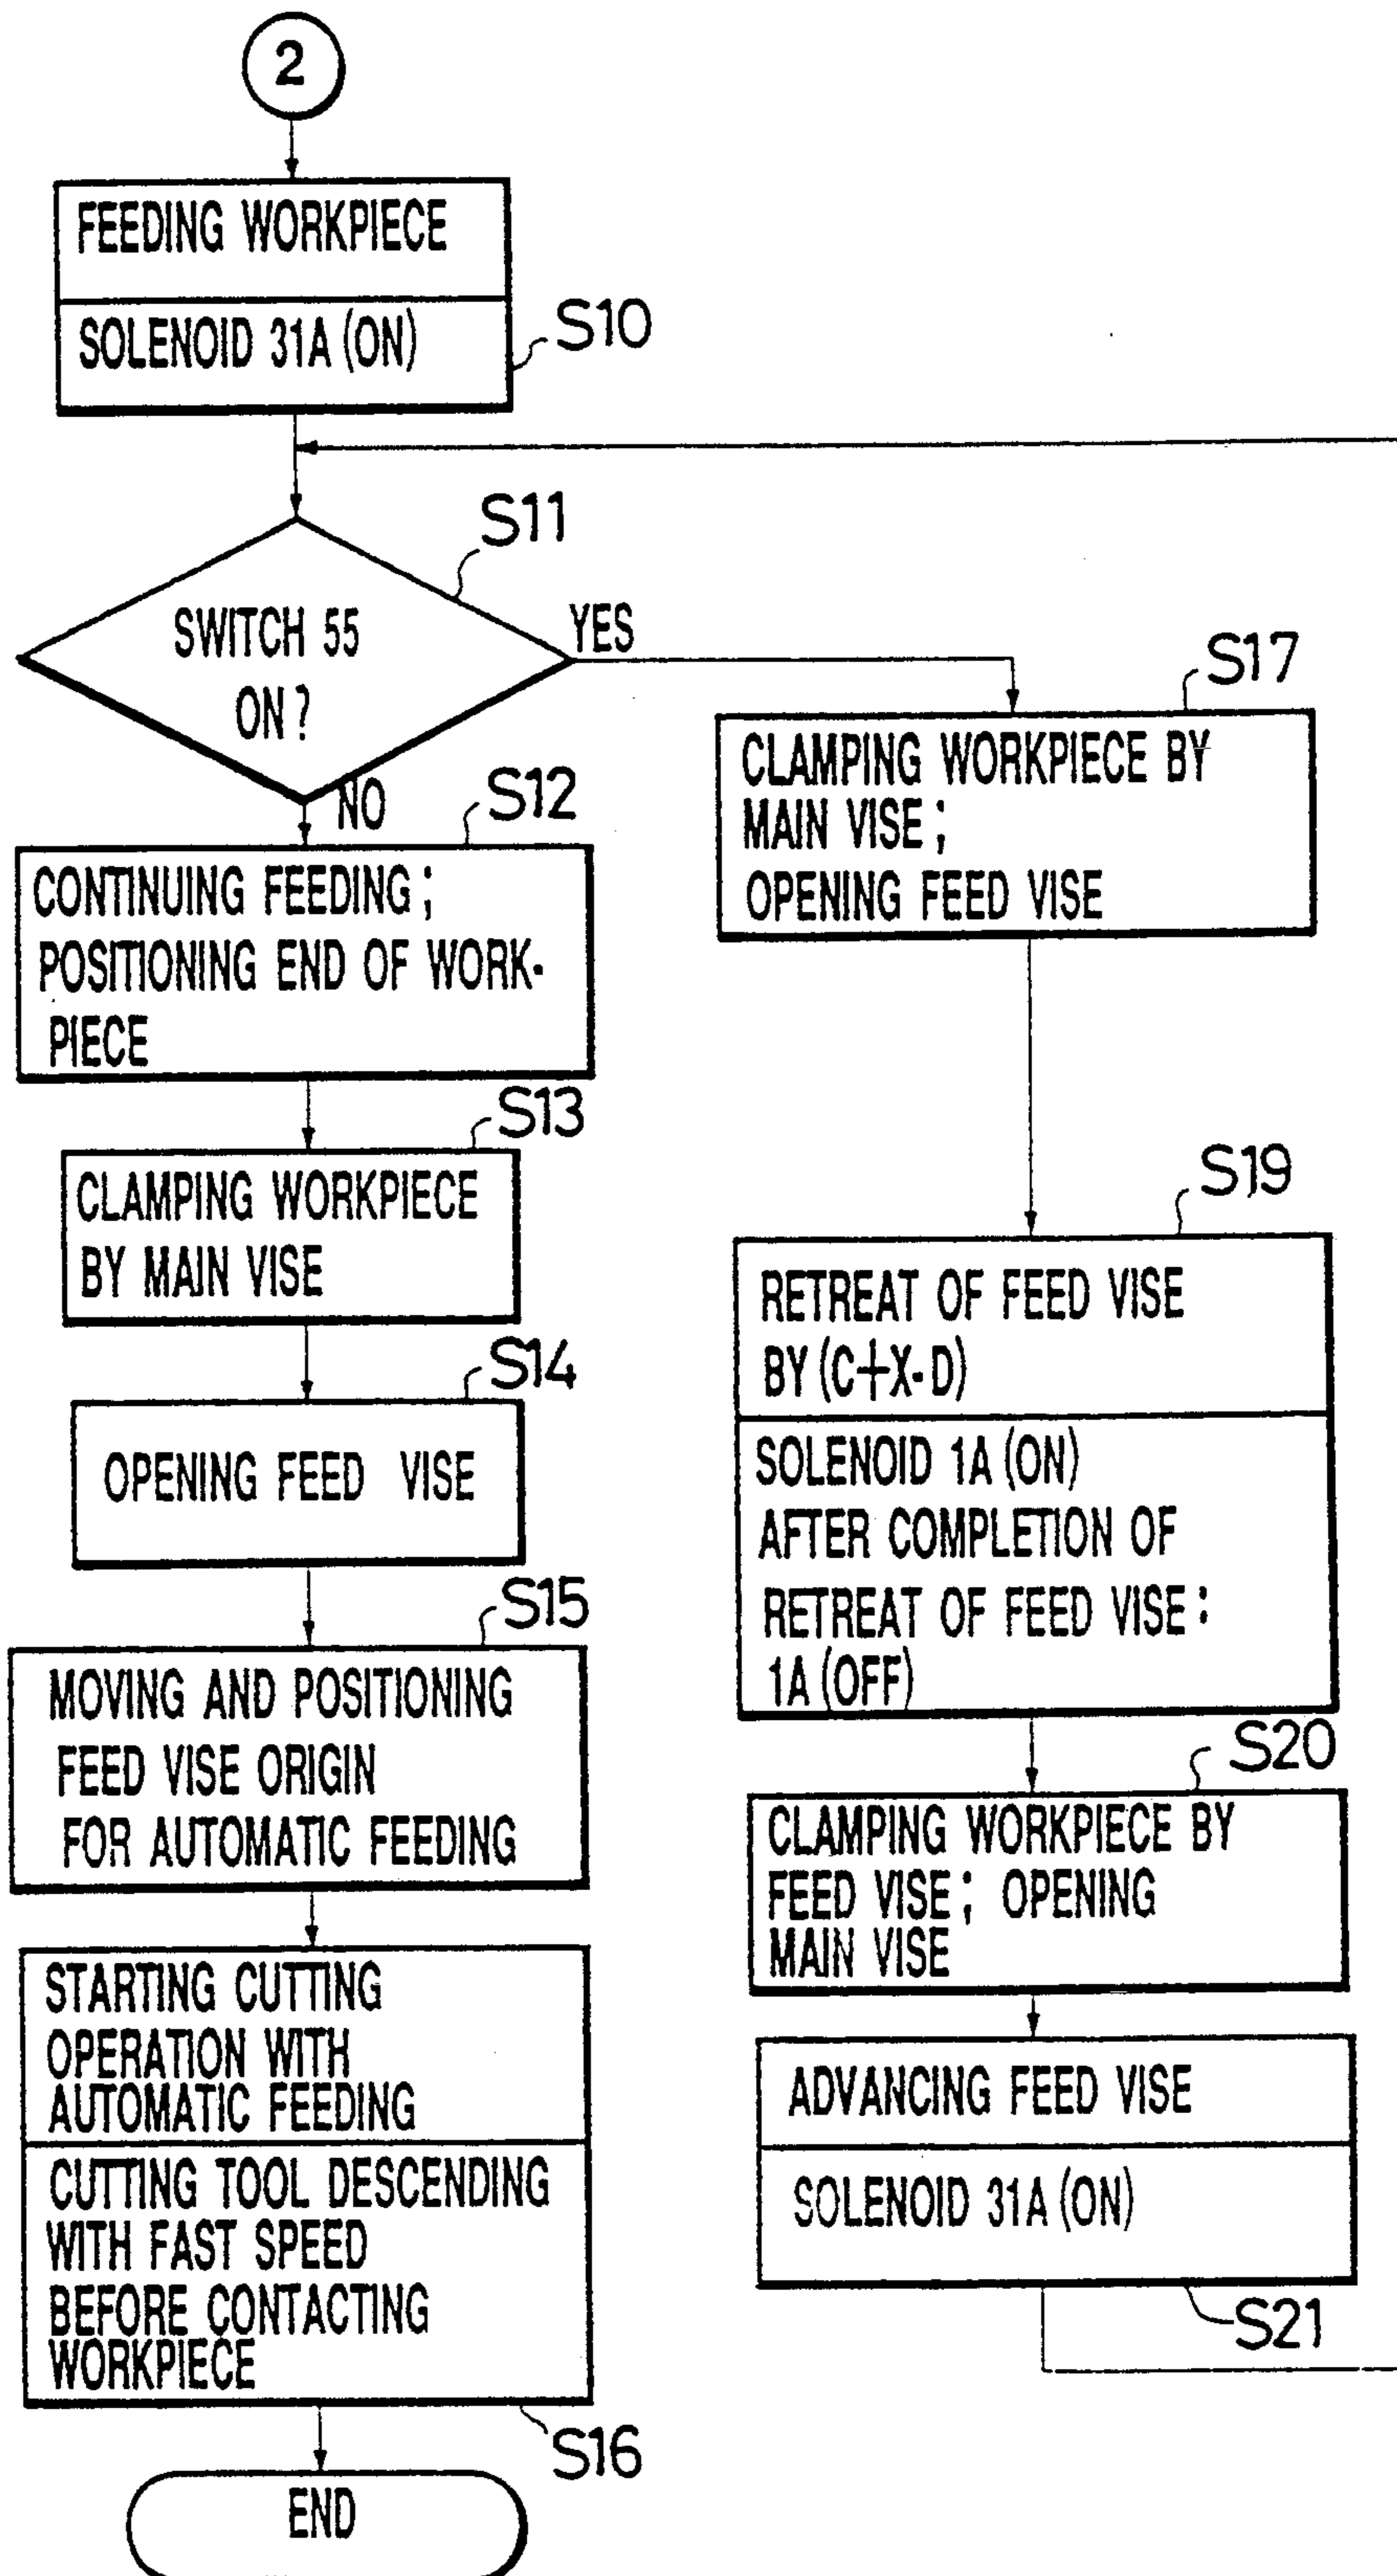 2
FEEDING WORKPIECE
SOLENOID 31A (ON)
S10
S11
SWITCH 55
ON?
YES
NO
S12
CONTINUING FEEDING;
POSITIONING END OF WORK-
PIECE
S13
CLAMPING WORKPIECE
BY MAIN VISE
S14
OPENING FEED VISE
S15
MOVING AND POSITIONING
FEED VISE ORIGIN
FOR AUTOMATIC FEEDING
STARTING CUTTING
OPERATION WITH
AUTOMATIC FEEDING
CUTTING TOOL DESCENDING
WITH FAST SPEED
BEFORE CONTACTING
WORKPIECE
S16
END
S17
CLAMPING WORKPIECE BY
MAIN VISE;
OPENING FEED VISE
S19
RETREAT OF FEED VISE
BY (C+X-D)
SOLENOID 1A (ON)
AFTER COMPLETION OF
RETREAT OF FEED VISE:
1A (OFF)
S20
CLAMPING WORKPIECE BY
FEED VISE; OPENING
MAIN VISE
ADVANCING FEED VISE
SOLENOID 31A (ON)
S21